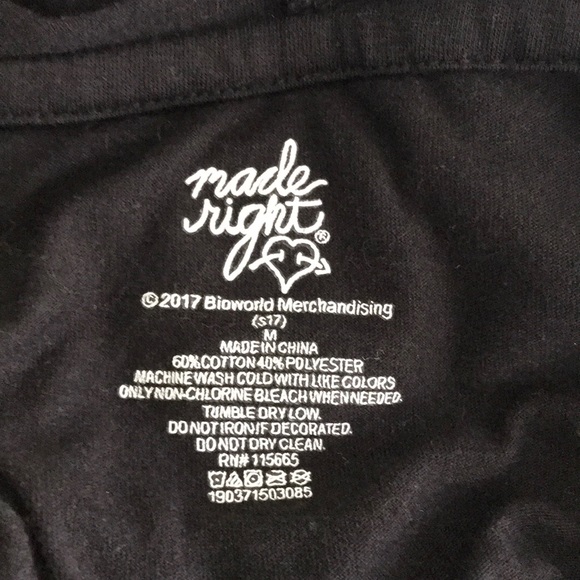 made
right®
©2017 Bioworld Merchandising
(s17)
M
MADE IN CHINA
60% COTTON 40% POLYESTER
MACHINE WASH COLD WITH LIKE COLORS
ONLY NON-CHLORINE BLEACH WHEN NEEDED.
TUMBLE DRY LOW.
DO NOT IRON IF DECORATED.
DO NOT DRY CLEAN.
RN# 115665
190371503085